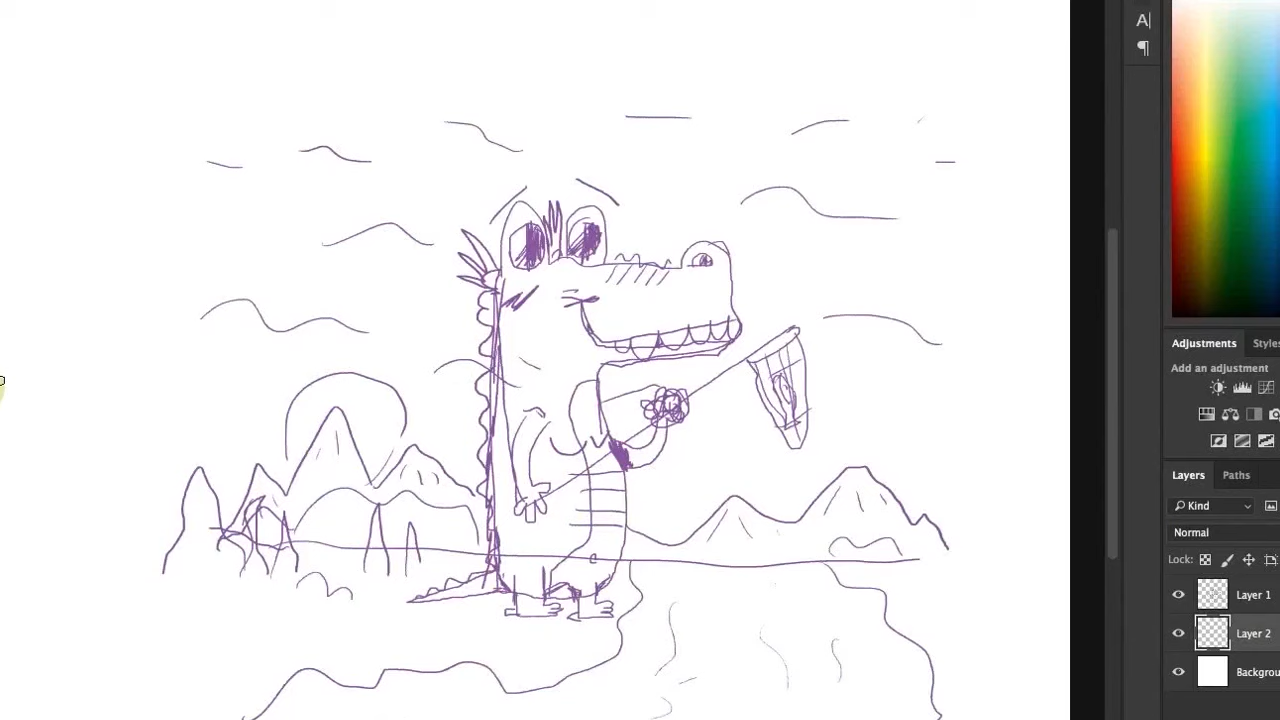 A
¶
Adjustments Styles
Add an adjustment
Layers Paths
Kind
Normal
Lock:
Layer 1
Layer 2
Backgrou